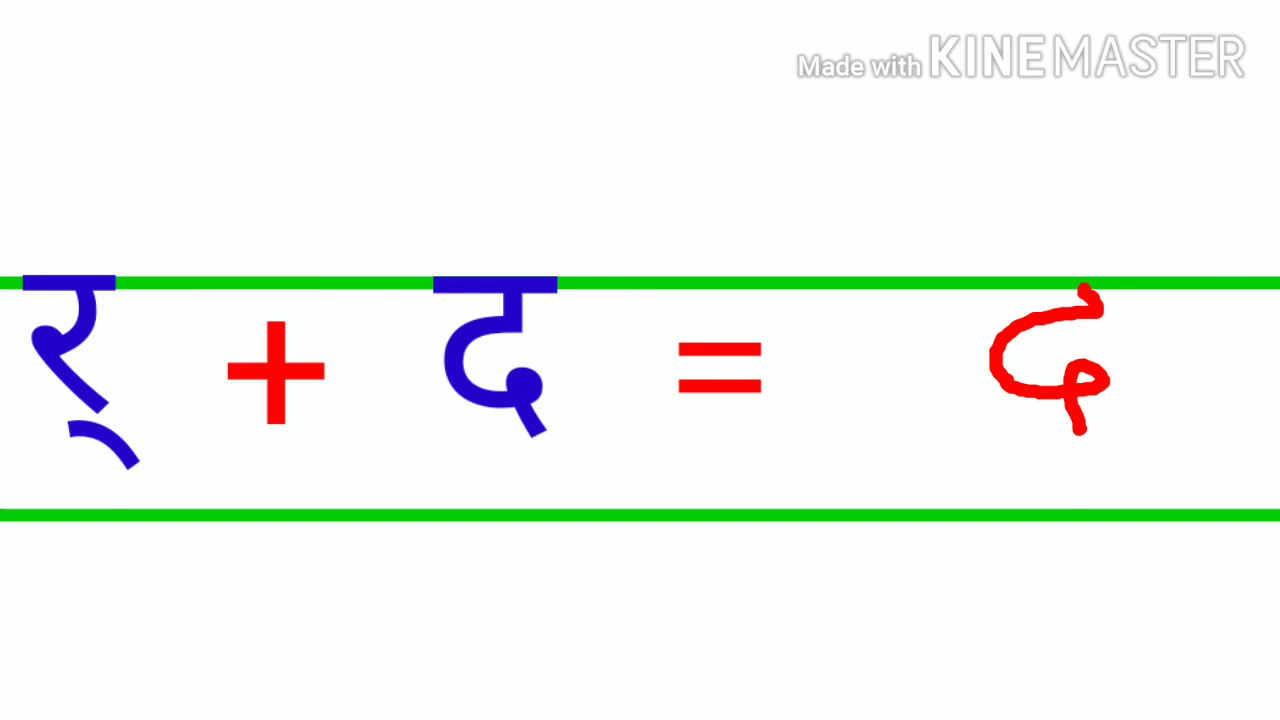 Made with KINEMASTER
र् + द = द